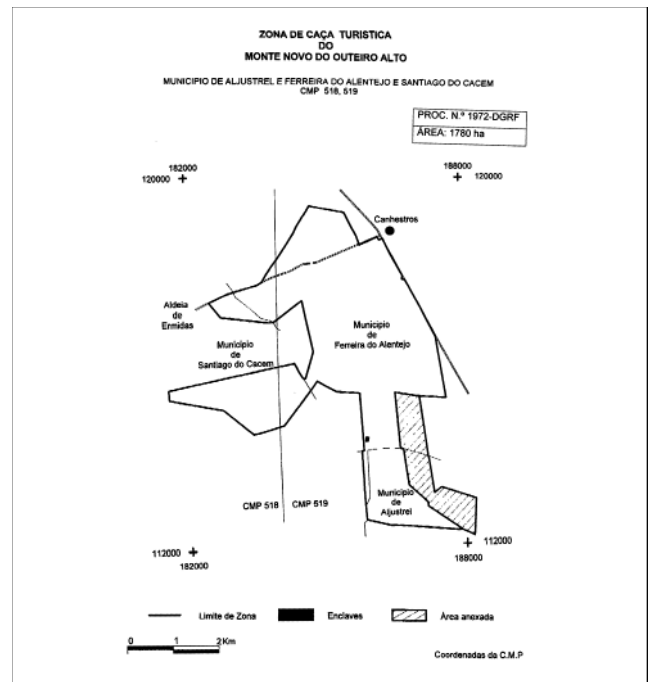 ZONA DE CAÇA TURISTICA
DO
MONTE NOVO DO OUTEIRO ALTO
MUNICIPIO DE ALJUSTREL E FERREIRA DO ALENTEJO E SANTIAGO DO CACEM
CMP 518, 519
PROC. N.º 1972-DGRF
ÁREA: 1780 ha
182000
120000
188000
120000
Canhestros
Aldeia
de
Ermidas
Municipio
de
Santiago do Cacem
Municipio
de
Ferreira do Alentejo
CMP 518
CMP 519
Municipio
de
Aljustrel
112000
182000
112000
188000
Limite de Zona
Enclaves
Área anexada
0 1 2 Km
Coordenadas da C.M.P